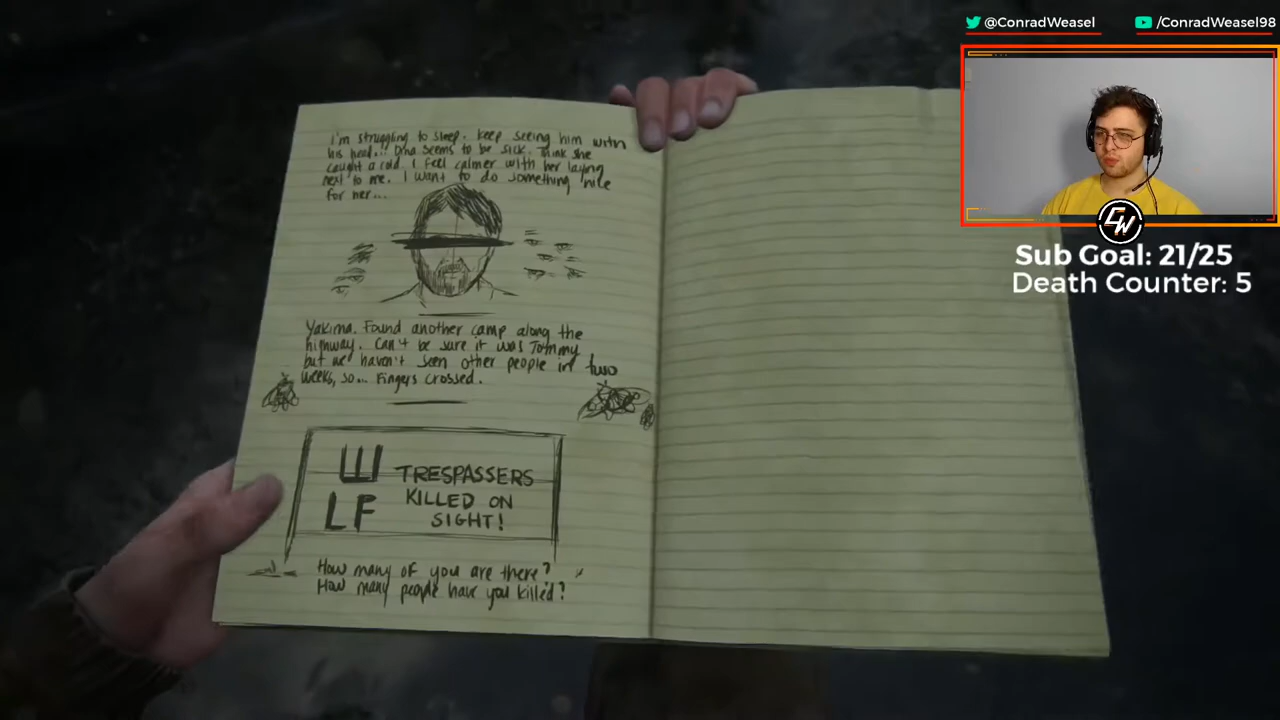 @ConradWeasel
/ConradWeasel98
CW
Sub Goal: 21/25
Death Counter: 5
I'm struggling to sleep. Keep seeing him with
his head... Dina seems to be sick. Think she
caught a cold. I feel calmer with her laying
next to me. I want to do something nice
for her...
Yakima. Found another camp along the
highway. Can't be sure it was Tommy
but we haven't seen other people in two
weeks, so... Fingers crossed.
W
LF
TRESPASSERS
KILLED ON
SIGHT!
How many of you are there?
How many people have you killed?